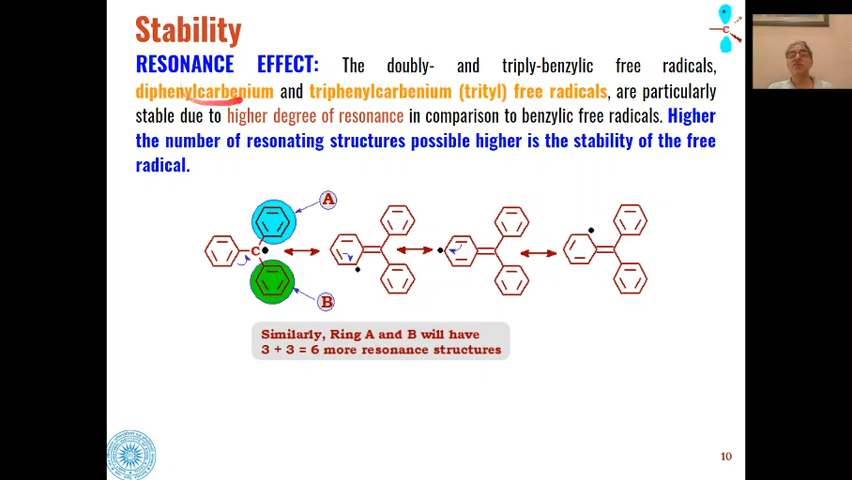 Stability
RESONANCE EFFECT: The doubly- and triply-benzylic free radicals,
diphenylcarbenium and triphenylcarbenium (trityl) free radicals, are particularly
stable due to higher degree of resonance in comparison to benzylic free radicals. Higher
the number of resonating structures possible higher is the stability of the free
radical.
C
A
C
B
Similarly, Ring A and B will have
3 + 3 = 6 more resonance structures
10